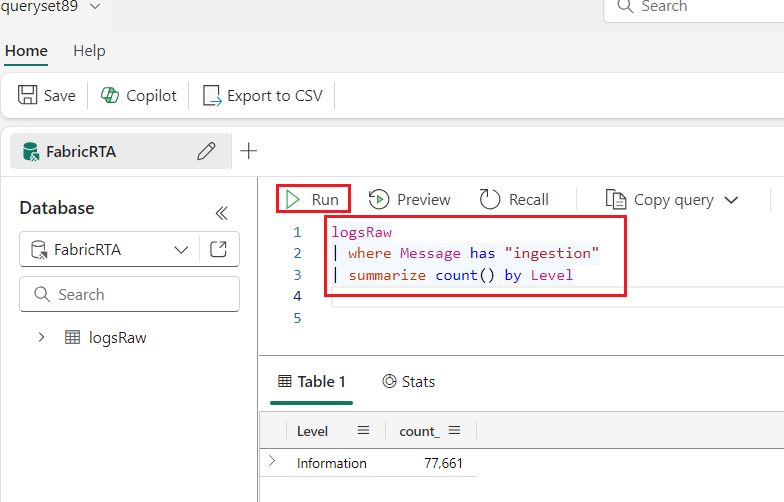 queryset89
Search
Home Help
Save Copilot Export to CSV
FabricRTA
Database
FabricRTA
Search
logsRaw
Run Preview Recall Copy query
1 logsRaw
2 | where Message has "ingestion"
3 | summarize count() by Level
4
5
Table 1 Stats
Level count_
Information 77,661